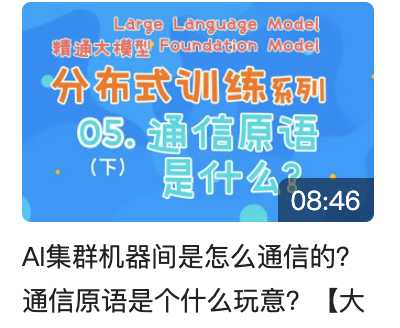 Large Language Model
精通大模型 Foundation Model
分布式训练系列
05. 通信原语
（下） 是什么?
08:46
AI集群机器间是怎么通信的？
通信原语是个什么玩意？【大